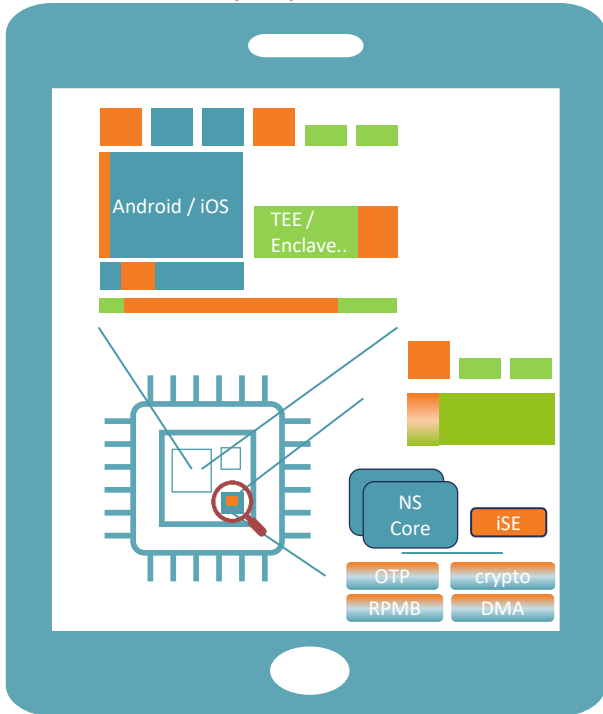 Android / iOS
TEE /
Enclave..
NS
Core
iSE
OTP
crypto
RPMB
DMA